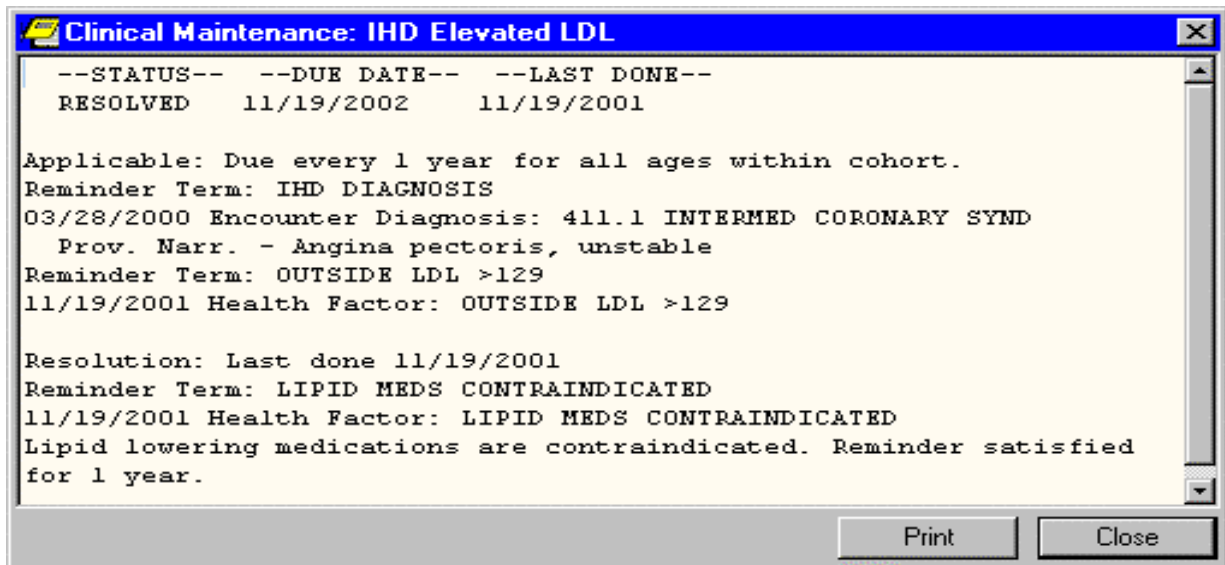 Clinical Maintenance: IHD Elevated LDL
--STATUS-- --DUE DATE-- --LAST DONE--
RESOLVED 11/19/2002 11/19/2001
Applicable: Due every 1 year for all ages within cohort.
Reminder Term: IHD DIAGNOSIS
03/28/2000 Encounter Diagnosis: 411.1 INTERMED CORONARY SYND
Prov. Narr. - Angina pectoris, unstable
Reminder Term: OUTSIDE LDL >129
11/19/2001 Health Factor: OUTSIDE LDL >129
Resolution: Last done 11/19/2001
Reminder Term: LIPID MEDS CONTRAINDICATED
11/19/2001 Health Factor: LIPID MEDS CONTRAINDICATED
Lipid lowering medications are contraindicated. Reminder satisfied
for 1 year.
Print Close